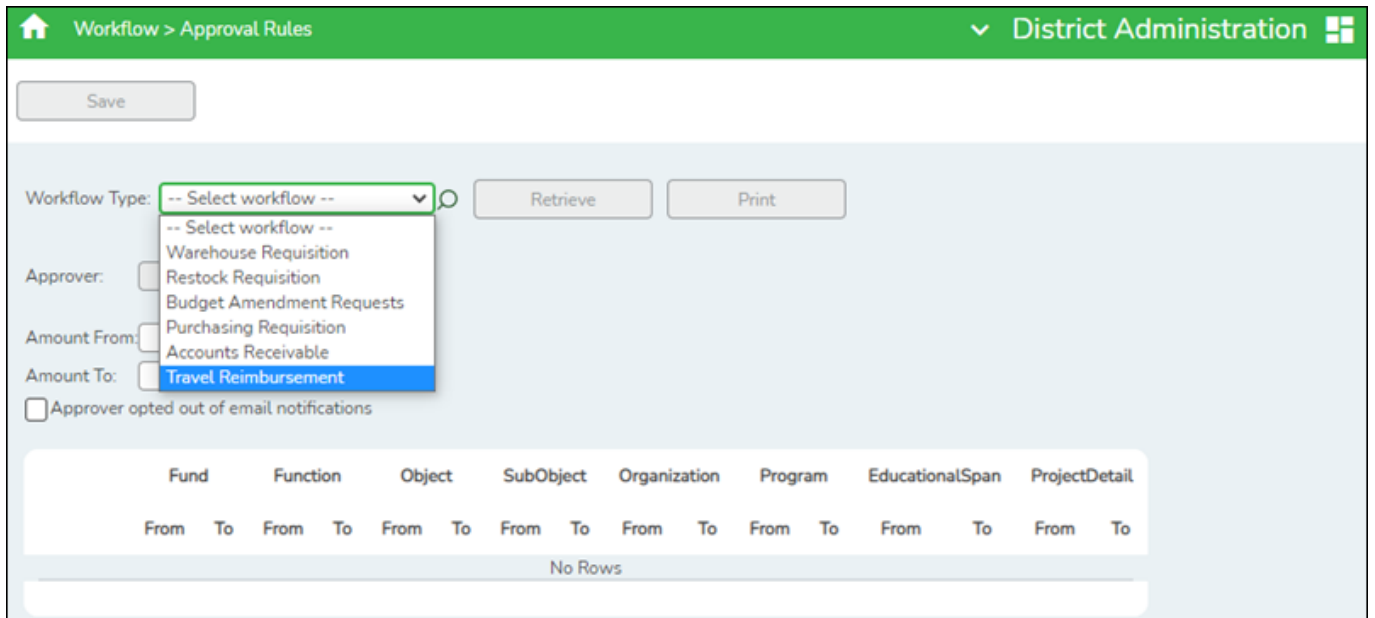 Workflow > Approval Rules
District Administration
Save
Workflow Type: -- Select workflow -- Retrieve Print
-- Select workflow --
Warehouse Requisition
Approver: Restock Requisition
Budget Amendment Requests
Amount From: Purchasing Requisition
Accounts Receivable
Amount To: Travel Reimbursement
Approver opted out of email notifications
Fund Function Object SubObject Organization Program EducationalSpan ProjectDetail
From To From To From To From To From To From To From To From To
No Rows